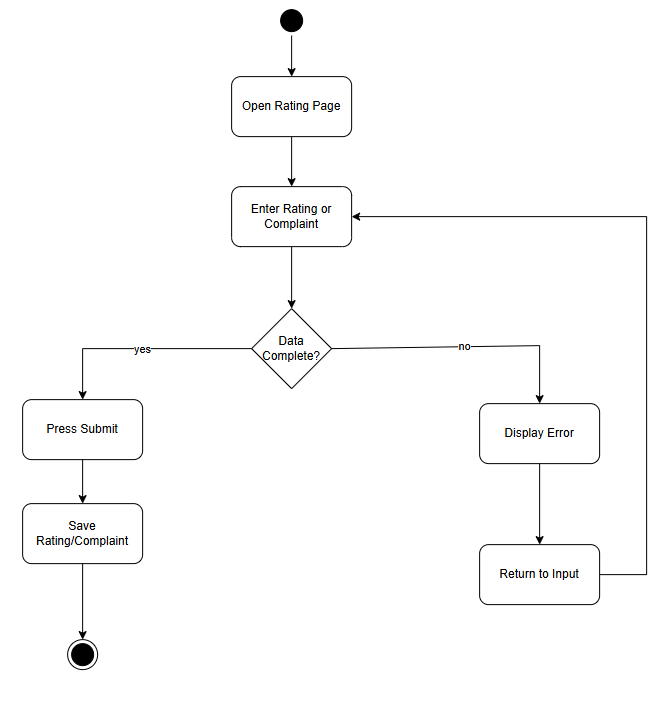 Open Rating Page
Enter Rating or
Complaint
Data
Complete?
yes
no
Press Submit
Display Error
Save
Rating/Complaint
Return to Input